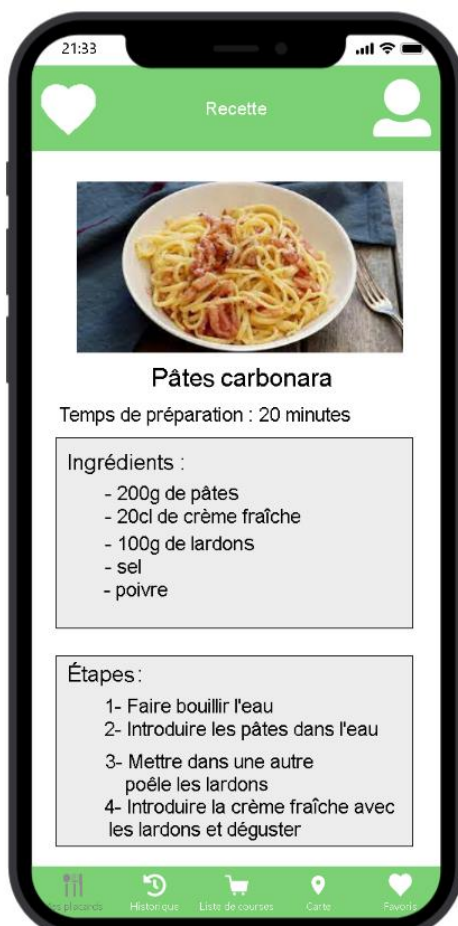 21:33
Recette
Pâtes carbonara
Temps de préparation : 20 minutes
Ingrédients :
- 200g de pâtes
- 20cl de crème fraîche
- 100g de lardons
- sel
- poivre
Étapes :
1- Faire bouillir l'eau
2- Introduire les pâtes dans l'eau
3- Mettre dans une autre
poêle les lardons
4- Introduire la crème fraîche avec
les lardons et déguster
placards Historique Liste de courses Carte Favoris